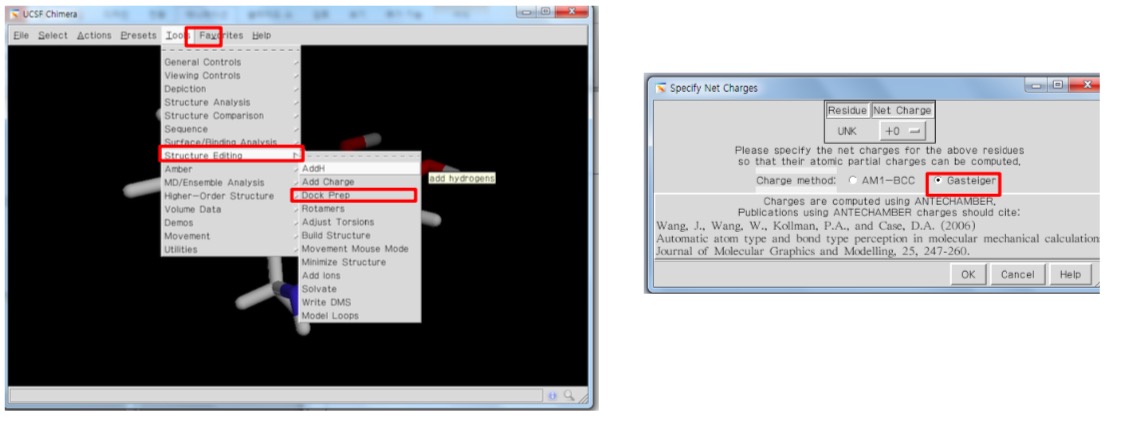 UCSF Chimera
File Select Actions Presets Tools Favorites Help
General Controls
Viewing Controls
Depiction
Structure Analysis
Structure Comparison
Sequence
Surface/Binding Analysis
Structure Editing
Amber
MD/Ensemble Analysis
Higher-Order Structure
Volume Data
Demos
Movement
Utilities
AddH
add hydrogens
Add Charge
Dock Prep
Rotamers
Adjust Torsions
Build Structure
Movement Mouse Mode
Minimize Structure
Add Ions
Solvate
Write DMS
Model Loops
Specify Net Charges
Residue Net Charge
UNK +0
Please specify the net charges for the above residues
so that their atomic partial charges can be computed.
Charge method: AM1-BCC Gasteiger
Charges are computed using ANTECHAMBER.
Publications using ANTECHAMBER charges should cite:
Wang, J., Wang, W., Kollman, P.A., and Case, D.A. (2006)
Automatic atom type and bond type perception in molecular mechanical calculation
Journal of Molecular Graphics and Modelling, 25, 247-260.
OK Cancel Help